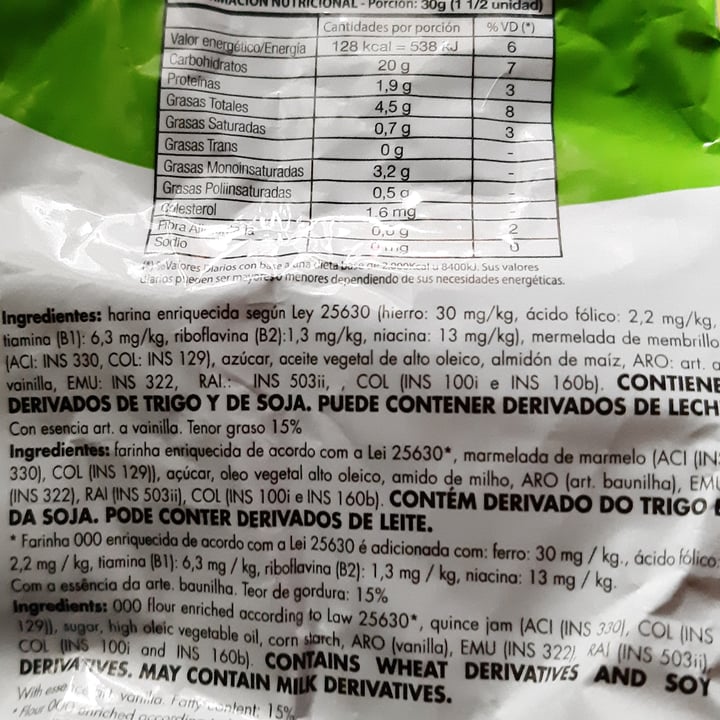 NUTRICIONAL - Porción: 30g (1 1/2 unidad)
Cantidades por porción % VD (*)
Valor energético/Energía 128 kcal = 538 KJ 6
Carbohidratos 20 g 7
Proteínas 1,9 g 3
Grasas Totales 4,5 g 8
Grasas Saturadas 0,7 g 3
Grasas Trans 0 g -
Grasas Monoinsaturadas 3,2 g -
Grasas Poliinsaturadas 0,5 g -
Colesterol 1.6 mg -
Fibra 2
Sodio
Valores Diarios con base a una dieta base de u 8400kJ. Sus valores
diarios pueden ser mayores o menores dependiendo de sus necesidades energéticas.
Ingredientes: harina enriquecida según Ley 25630 (hierro: 30 mg/kg, ácido fólico: 2,2 mg/kg,
tiamina (B1): 6,3 mg/kg, riboflavina (B2):1,3 mg/kg, niacina: 13 mg/kg), mermelada de membrillo
(ACI: INS 330, COL: INS 129), azúcar, aceite vegetal de alto oleico, almidón de maíz, ARO: art.
vainilla, EMU: INS 322, RAI.: INS 503ii, , COL (INS 100i e INS 160b). CONTIENE
DERIVADOS DE TRIGO Y DE SOJA. PUEDE CONTENER DERIVADOS DE LECH
Con esencia art. a vainilla. Tenor graso 15%
Ingredientes: farinha enriquecida de acordo com a Lei 25630*, marmelada de marmelo (ACI (INS
330), COL (INS 129)), açúcar, oleo vegetal alto oleico, amido de milho, ARO (art. baunilha), EMU
(INS 322), RAI (INS 503ii), COL (INS 100i e INS 160b). CONTÉM DERIVADO DO TRIGO E
DA SOJA. PODE CONTER DERIVADOS DE LEITE.
* Farinha 000 enriquecida de acordo com a Lei 25630 é adicionada com: ferro: 30 mg / kg., ácido fólico:
2,2 mg / kg, tiamina (B1): 6,3 mg / kg, riboflavina (B2): 1,3 mg / kg, niacina: 13 mg / kg.
Com a essência da arte. baunilha. Teor de gordura: 15%
Ingredients: 000 flour enriched according to Law 25630*, quince jam (ACI (INS 330), COL (INS
129)), sugar, high oleic vegetable oil, corn starch, ARO (vanilla), EMU (INS 322), RAI (INS 503ii),
COL (INS 100i and INS 160b). CONTAINS WHEAT DERIVATIVES AND SOY
DERIVATIVES. MAY CONTAIN MILK DERIVATIVES.
With vanilla. Fatty content: 15%
* Flour 000 enriched